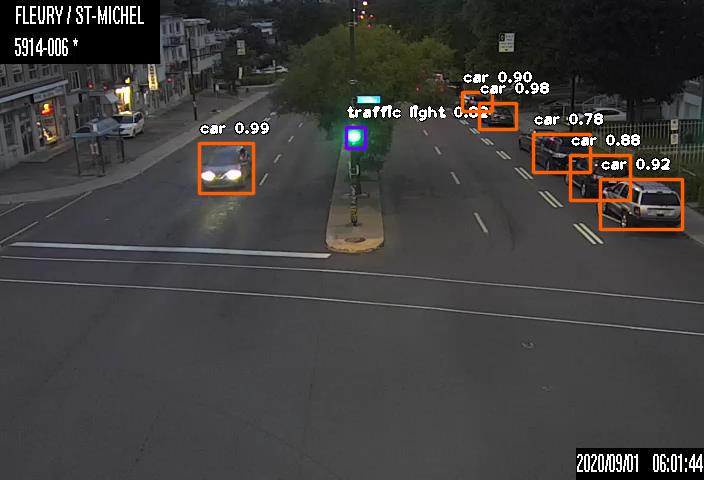 FLEURY / ST-MICHEL
5914-006 *
car 0.90
car 0.98
traffic light 0.
car 0.78
car 0.99
car 0.88
car 0.92
2020/09/01 06:01:44